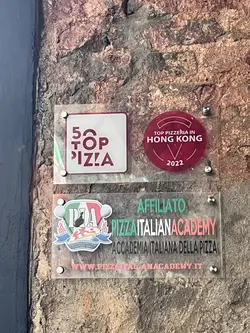 50
TOP
PIZZA
TOP PIZZERIA IN
HONG KONG
2022
AFFILIATO
PIZZAITALIANACADEMY
ACCADEMIA ITALIANA DELLA PIZZA
WWW.PIZZAITALIANACADEMY.IT